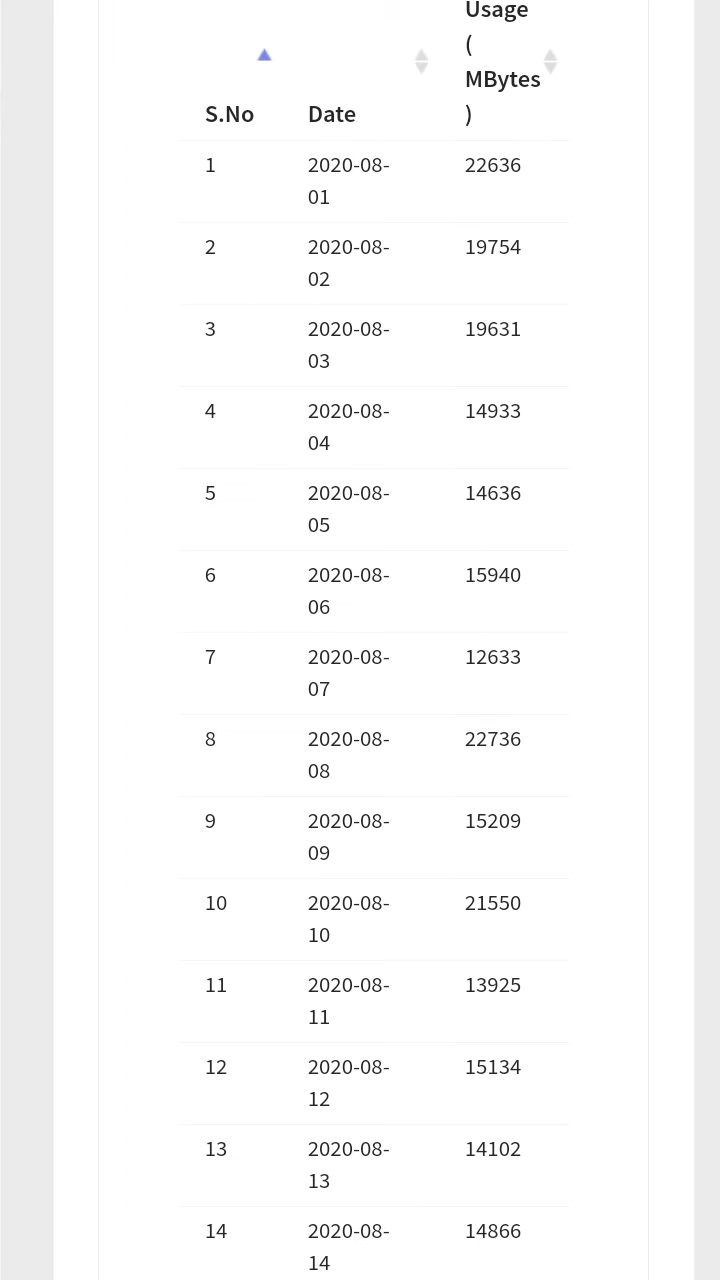 Usage
(
MBytes
S.No Date )
1 2020-08- 22636
01
2 2020-08- 19754
02
3 2020-08- 19631
03
4 2020-08- 14933
04
5 2020-08- 14636
05
6 2020-08- 15940
06
7 2020-08- 12633
07
8 2020-08- 22736
08
9 2020-08- 15209
09
10 2020-08- 21550
10
11 2020-08- 13925
11
12 2020-08- 15134
12
13 2020-08- 14102
13
14 2020-08- 14866
14